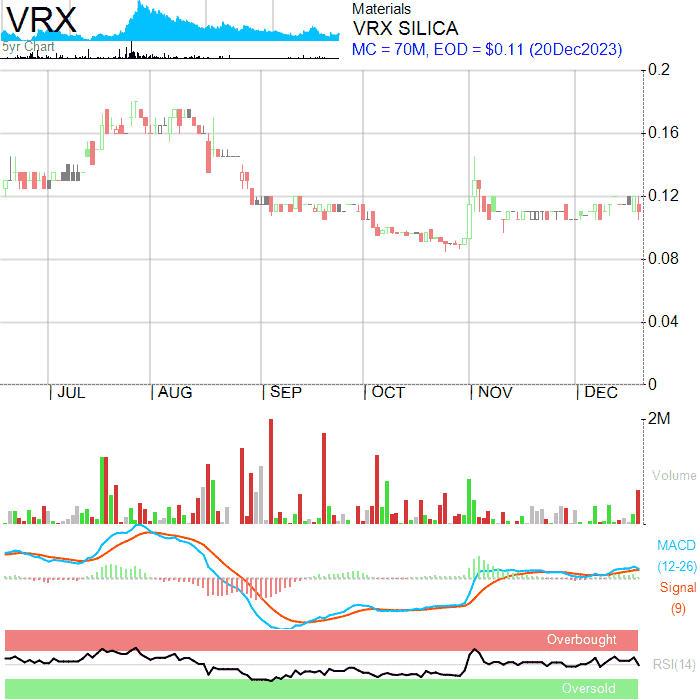 VRX
5yr Chart
Materials
VRX SILICA
MC = 70M, EOD = $0.11 (20Dec2023)
0.2
0.16
0.12
0.08
0.04
0
JUL AUG SEP OCT NOV DEC
2M
Volume
MACD
(12-26)
Signal
(9)
Overbought
RSI(14)
Oversold